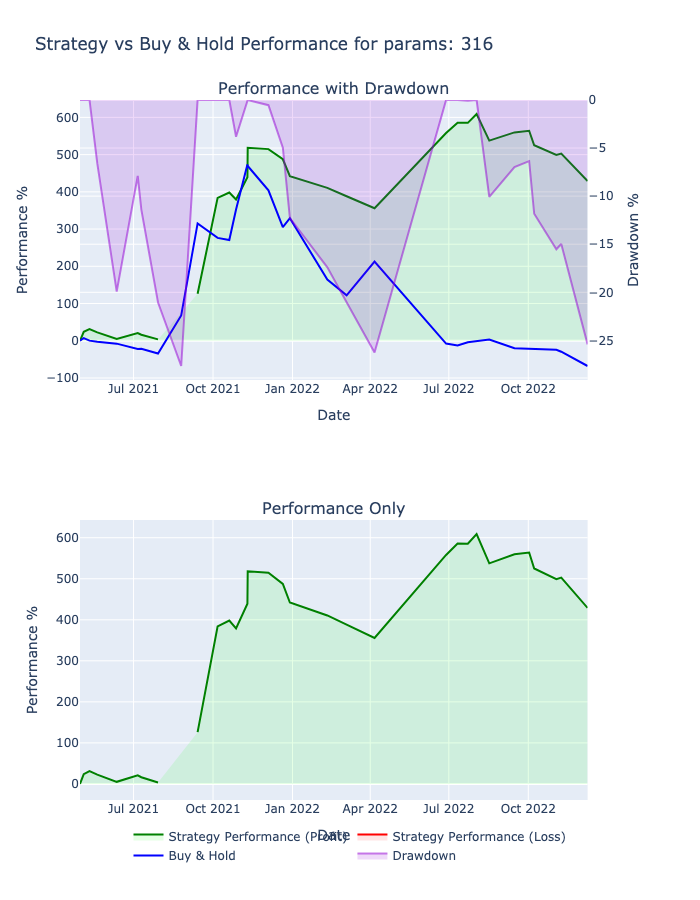 Strategy vs Buy & Hold Performance for params: 316
Performance with Drawdown
600
500
400
300
200
100
0
−100
Performance %
0
−5
−10
−15
−20
−25
Drawdown %
Jul 2021 Oct 2021 Jan 2022 Apr 2022 Jul 2022 Oct 2022
Date
Performance Only
600
500
400
300
200
100
0
Performance %
Jul 2021 Oct 2021 Jan 2022 Apr 2022 Jul 2022 Oct 2022
Date
Strategy Performance (Profit) Strategy Performance (Loss)
Buy & Hold Drawdown